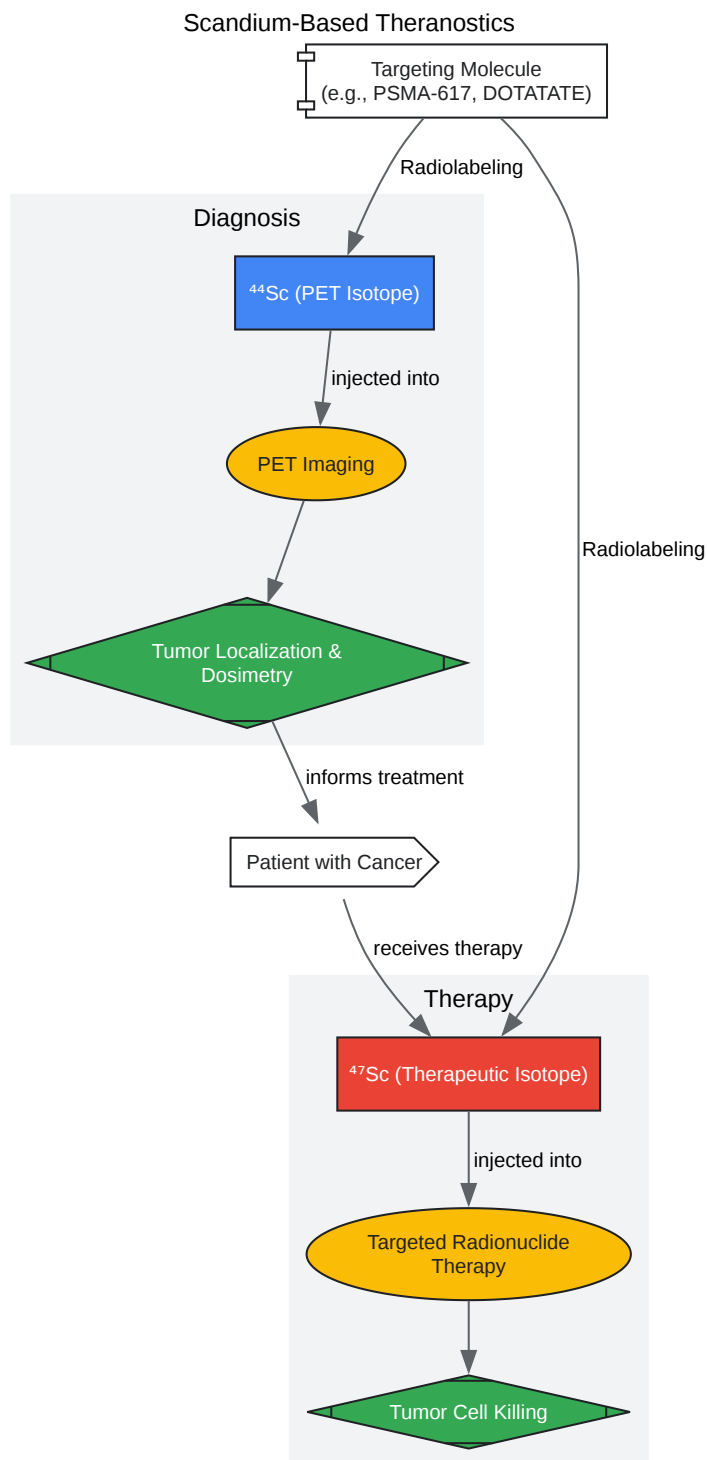 Scandium-Based Theranostics
Targeting Molecule
(e.g., PSMA-617, DOTATATE)
Radiolabeling
Diagnosis
⁴⁴Sc (PET Isotope)
injected into
PET Imaging
Radiolabeling
Tumor Localization &
Dosimetry
informs treatment
Patient with Cancer
receives therapy
Therapy
⁴⁷Sc (Therapeutic Isotope)
injected into
Targeted Radionuclide
Therapy
Tumor Cell Killing